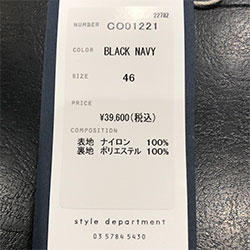 22702
NUMBER CO01221
COLOR BLACK NAVY
SIZE 46
PRICE
¥39,600(税込)
COMPOSITION
表地 ナイロン 100%
裏地 ポリエステル 100%
style department
03 5784 5430